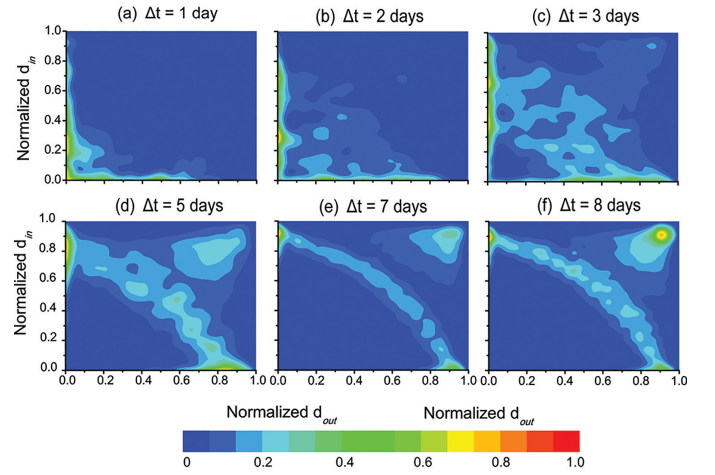 (a) Δt = 1 day (b) Δt = 2 days (c) Δt = 3 days
Normalized d_in
1.0
0.8
0.6
0.4
0.2
0.0
(d) Δt = 5 days (e) Δt = 7 days (f) Δt = 8 days
Normalized d_in
1.0
0.8
0.6
0.4
0.2
0.0
0.0 0.2 0.4 0.6 0.8 1.0 0.0 0.2 0.4 0.6 0.8 1.0 0.0 0.2 0.4 0.6 0.8 1.0
Normalized d_out Normalized d_out
0 0.2 0.4 0.6 0.8 1.0